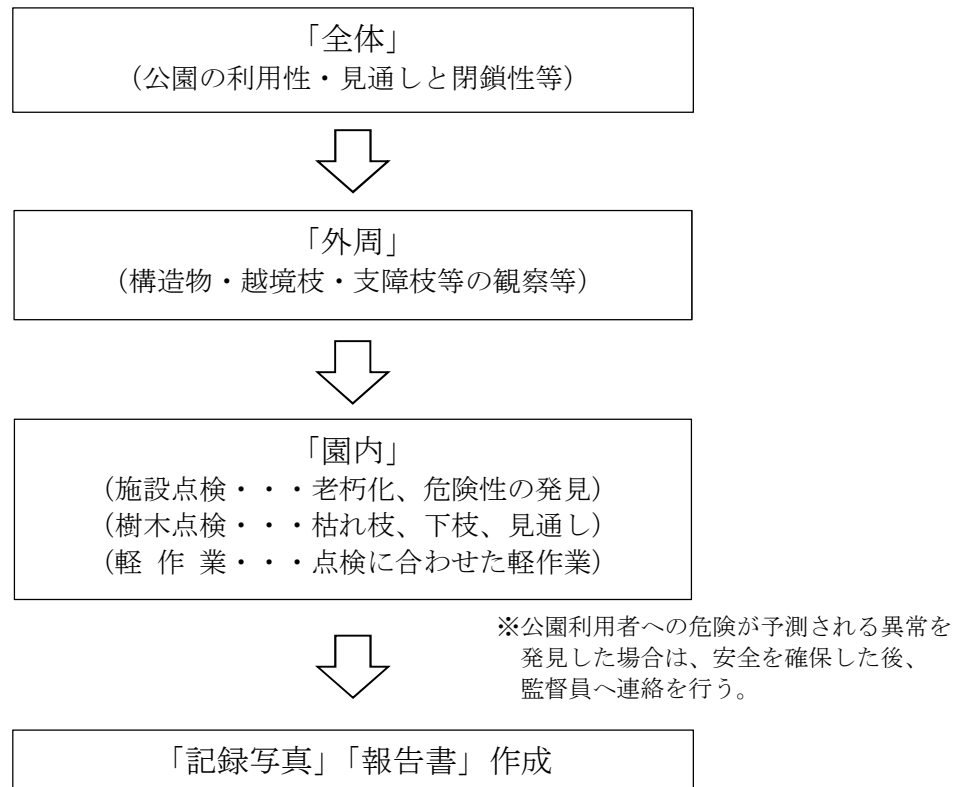 「全体」
（公園の利用性・見通しと閉鎖性等）
「外周」
（構造物・越境枝・支障枝等の観察等）
「園内」
（施設点検・・・老朽化、危険性の発見）
（樹木点検・・・枯れ枝、下枝、見通し）
（軽 作 業・・・点検に合わせた軽作業）
※公園利用者への危険が予測される異常を
発見した場合は、安全を確保した後、
監督員へ連絡を行う。
「記録写真」「報告書」作成